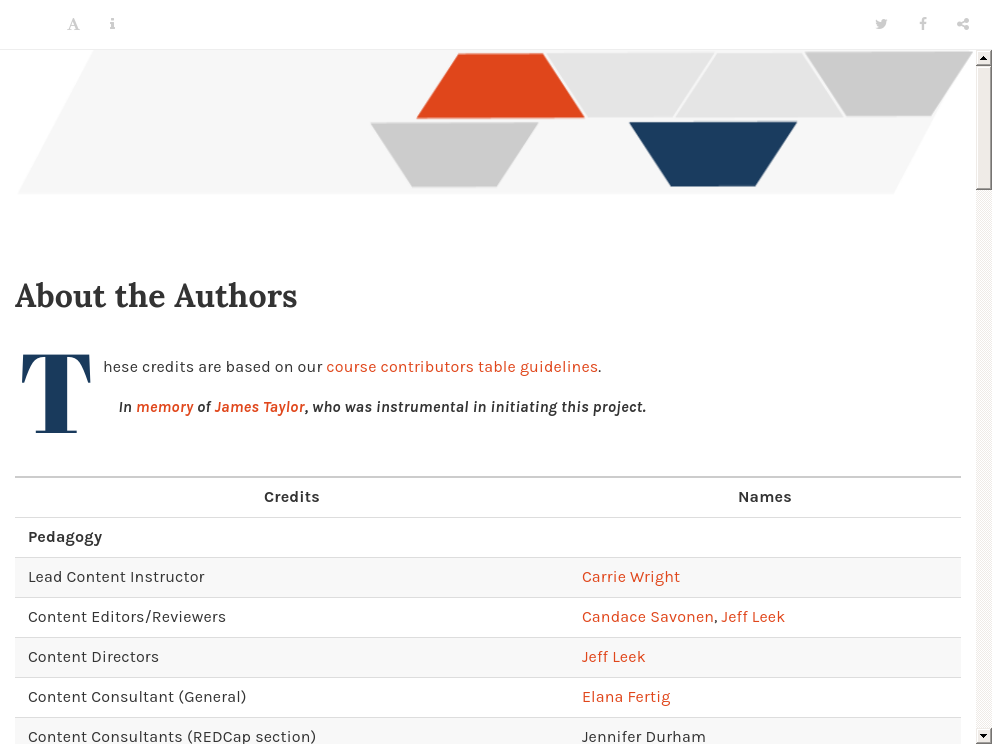 A i
About the Authors
These credits are based on our course contributors table guidelines.
In memory of James Taylor, who was instrumental in initiating this project.
Credits Names
Pedagogy
Lead Content Instructor Carrie Wright
Content Editors/Reviewers Candace Savonen, Jeff Leek
Content Directors Jeff Leek
Content Consultant (General) Elana Fertig
Content Consultants (REDCap section) Jennifer Durham